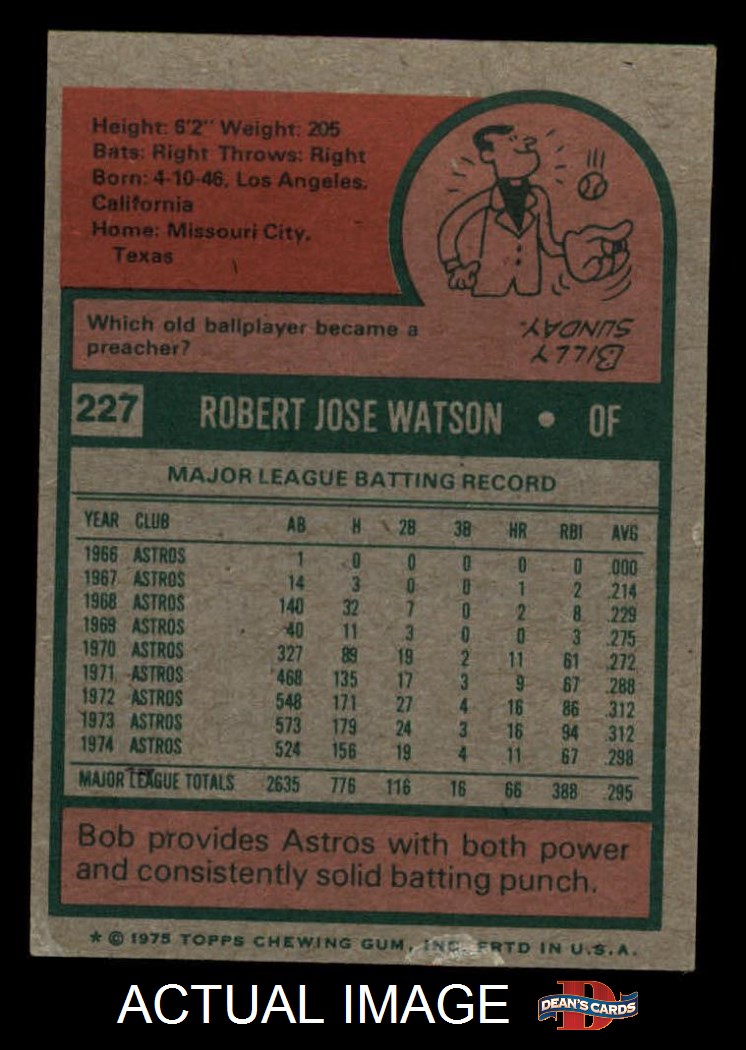 Height: 6'2" Weight: 205
Bats: Right Throws: Right
Born: 4-10-46, Los Angeles,
California
Home: Missouri City,
Texas
Which old ballplayer became a
preacher?
BILLY
SUNDAY.
227 ROBERT JOSE WATSON • OF
MAJOR LEAGUE BATTING RECORD
YEAR CLUB AB H 2B 3B HR RBI AVG
1966 ASTROS 1 0 0 0 0 0 .000
1967 ASTROS 14 3 0 0 1 2 .214
1968 ASTROS 140 32 7 0 2 8 .229
1969 ASTROS 40 11 3 0 0 3 .275
1970 ASTROS 327 89 19 2 11 61 .272
1971 ASTROS 468 135 17 3 9 67 .288
1972 ASTROS 548 171 27 4 16 86 .312
1973 ASTROS 573 179 24 3 16 94 .312
1974 ASTROS 524 156 19 4 11 67 .298
MAJOR LEAGUE TOTALS 2635 776 116 16 66 388 .295
Bob provides Astros with both power
and consistently solid batting punch.
* © 1975 TOPPS CHEWING GUM, INC. PRTD IN U.S.A.
ACTUAL IMAGE
DEAN'S CARDS